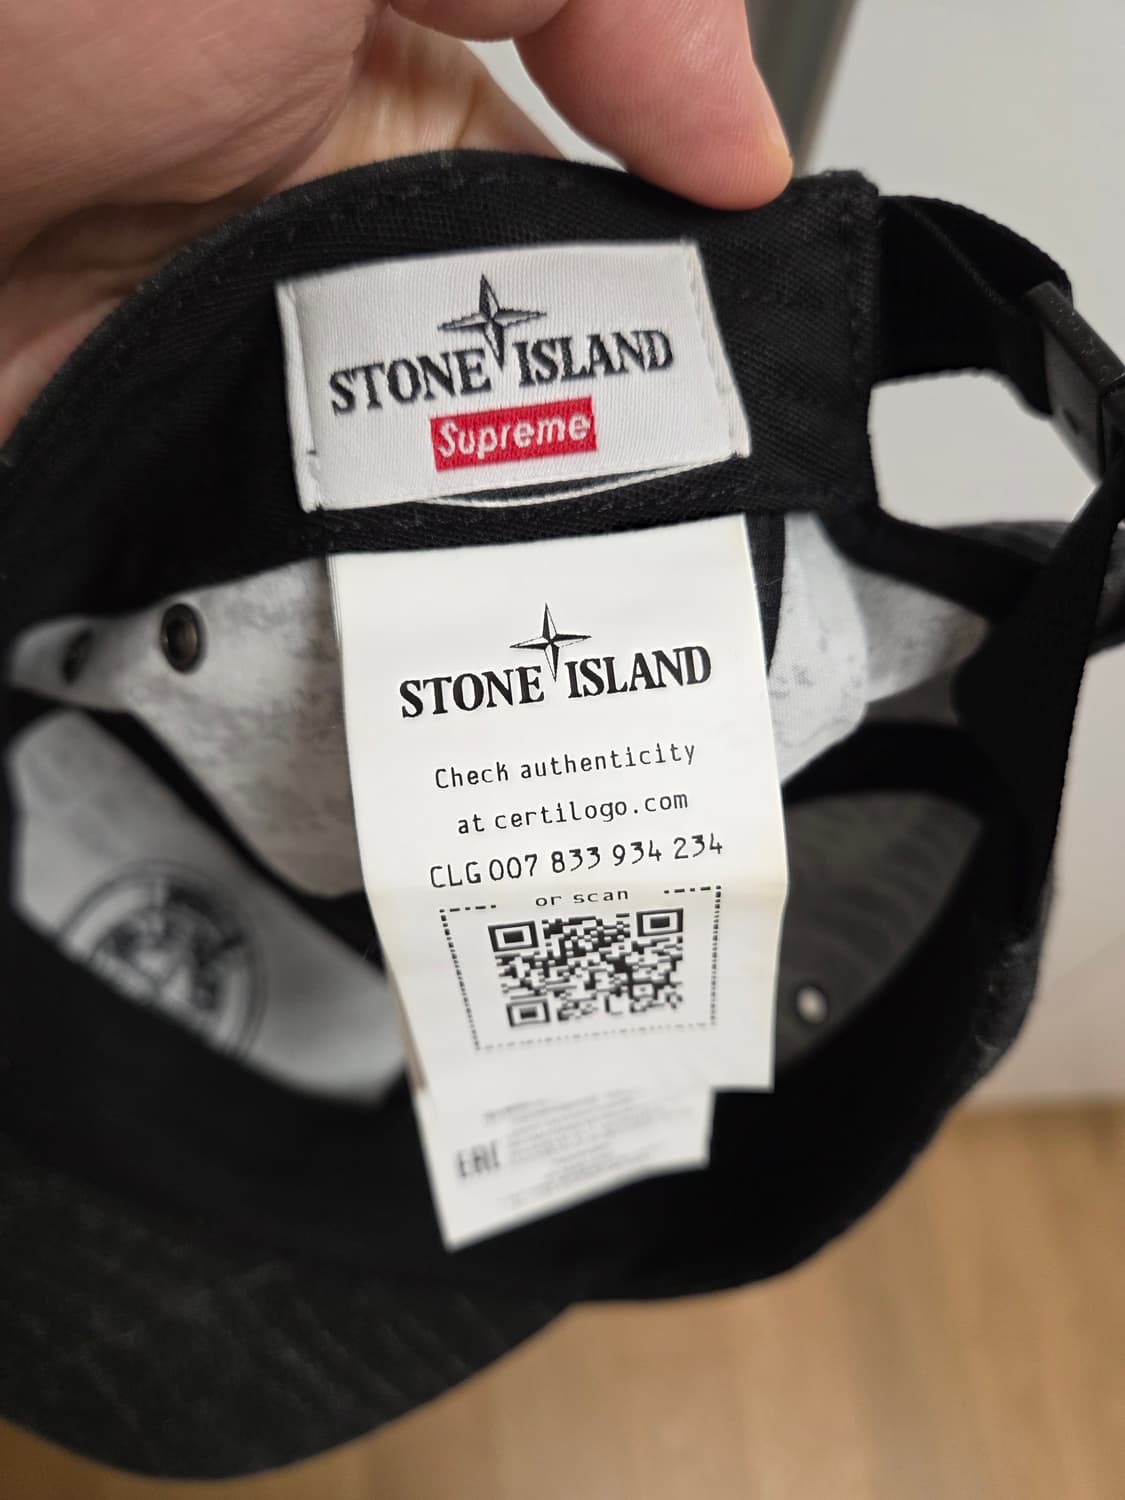 STONE ISLAND
Supreme
STONE ISLAND
Check authenticity
at certilogo.com
CLG 007 833 934 234
or scan